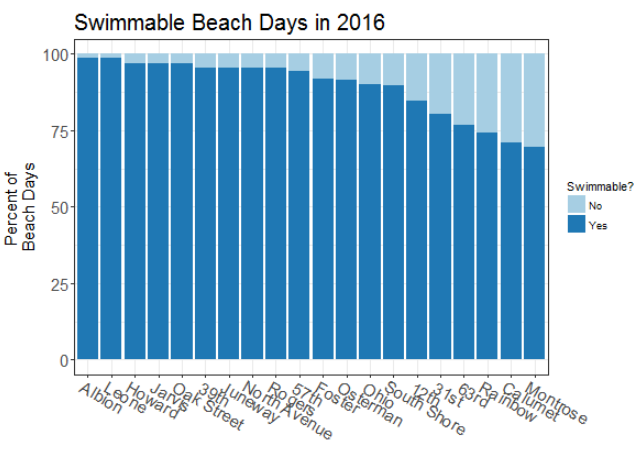 Swimmable Beach Days in 2016
Percent of
Beach Days
100
75
50
25
0
Albion
Leone
Howard
Jarvis
Oak Street
39th
Juneway
North Avenue
Rogers
57th
Foster
Osterman
Ohio
South Shore
12th
31st
63rd
Rainbow
Calumet
Montrose
Swimmable?
No
Yes